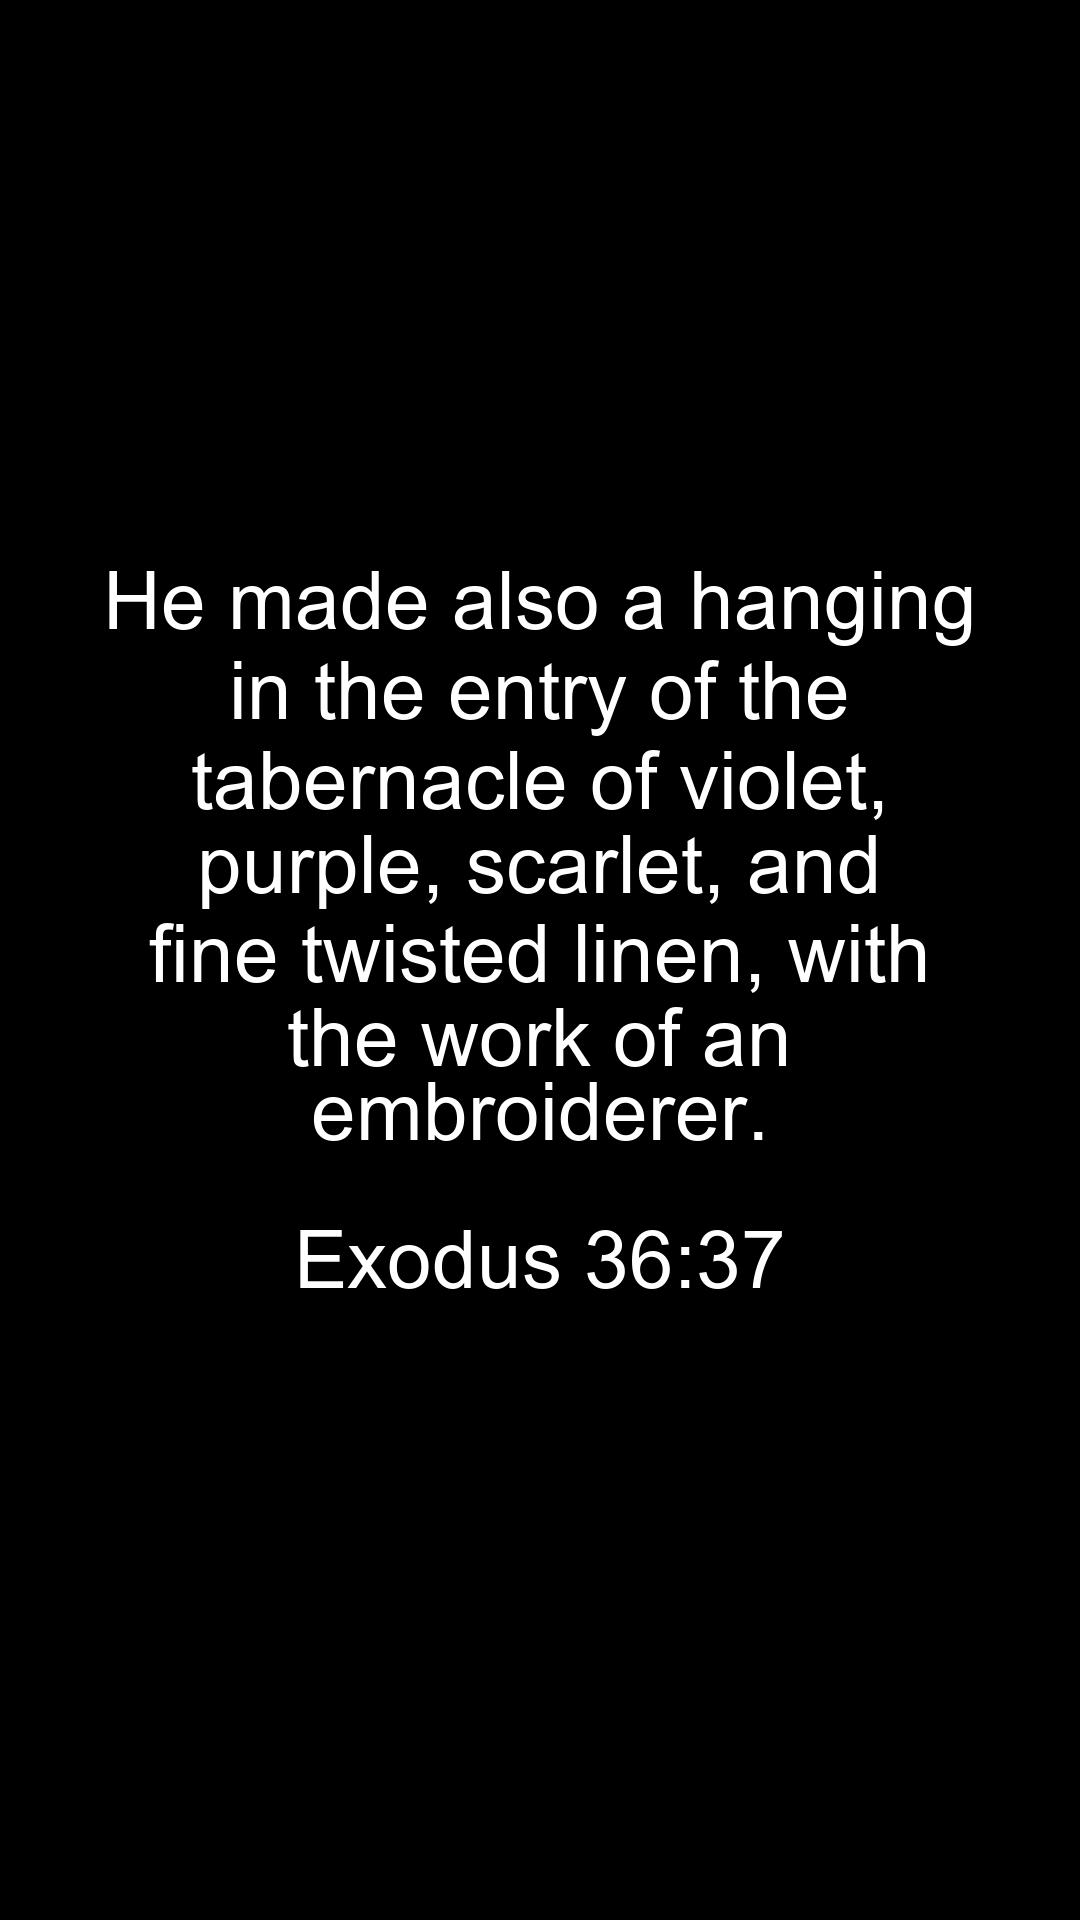 He made also a hanging
in the entry of the
tabernacle of violet,
purple, scarlet, and
fine twisted linen, with
the work of an
embroiderer.
Exodus 36:37